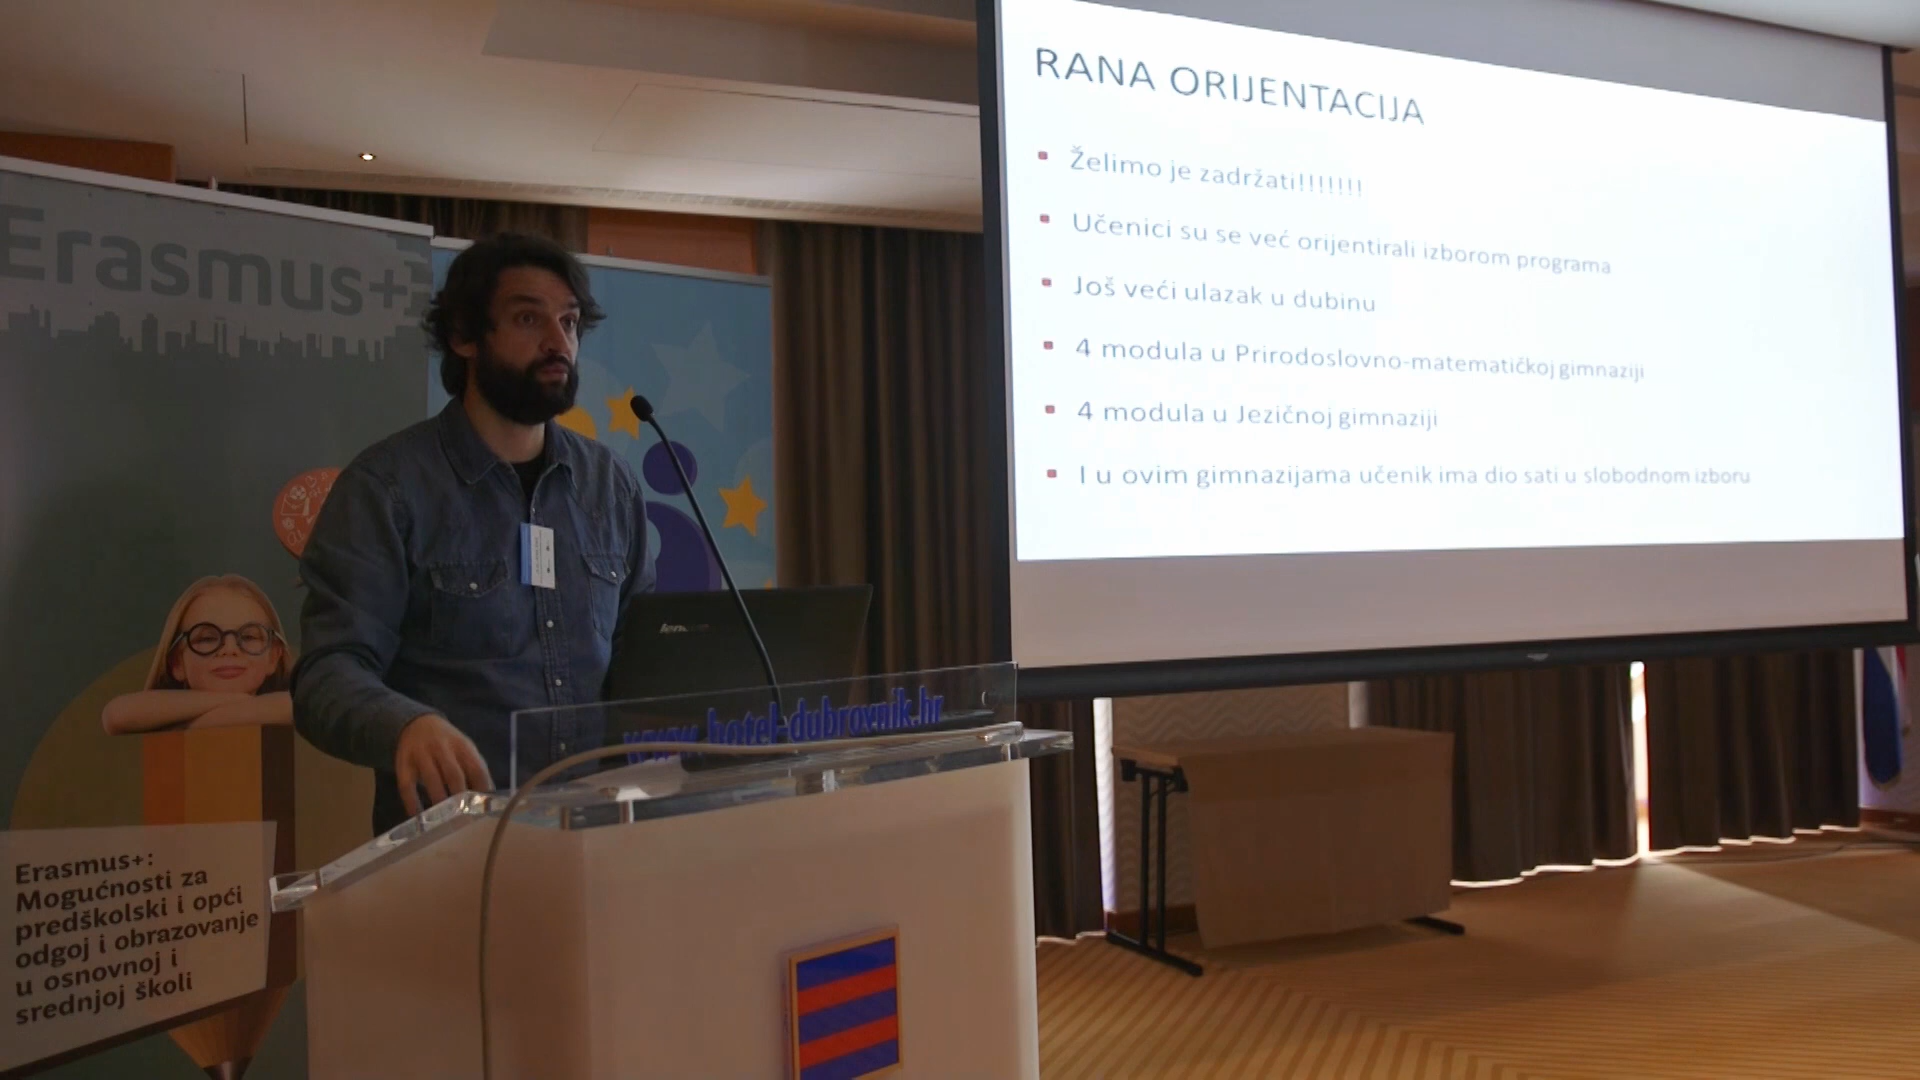 RANA ORIJENTACIJA
Želimo je zadržati!!!!!!!
Učenici su se već orijentirali izborom programa
Još veći ulazak u dubinu
4 modula u Prirodoslovno-matematičkoj gimnaziji
4 modula u Jezičnoj gimnaziji
I u ovim gimnazijama učenik ima dio sati u slobodnom izboru
Erasmus+
www.hotel-dubrovnik.hr
Erasmus+:
Mogućnosti za
predškolski i opći
odgoj i obrazovanje
u osnovnoj i
srednjoj školi